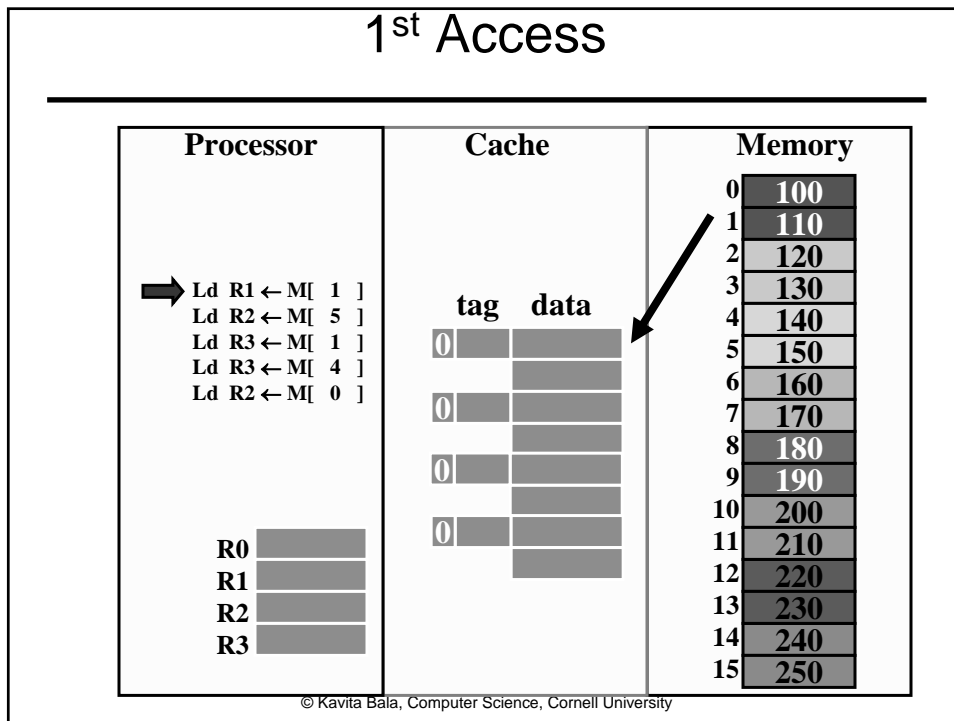 1st Access
Processor
Cache
Memory
Ld R1 ← M[ 1 ]
Ld R2 ← M[ 5 ]
Ld R3 ← M[ 1 ]
Ld R3 ← M[ 4 ]
Ld R2 ← M[ 0 ]
R0
R1
R2
R3
tag data
0
0
0
0
0 100
1 110
2 120
3 130
4 140
5 150
6 160
7 170
8 180
9 190
10 200
11 210
12 220
13 230
14 240
15 250
© Kavita Bala, Computer Science, Cornell University